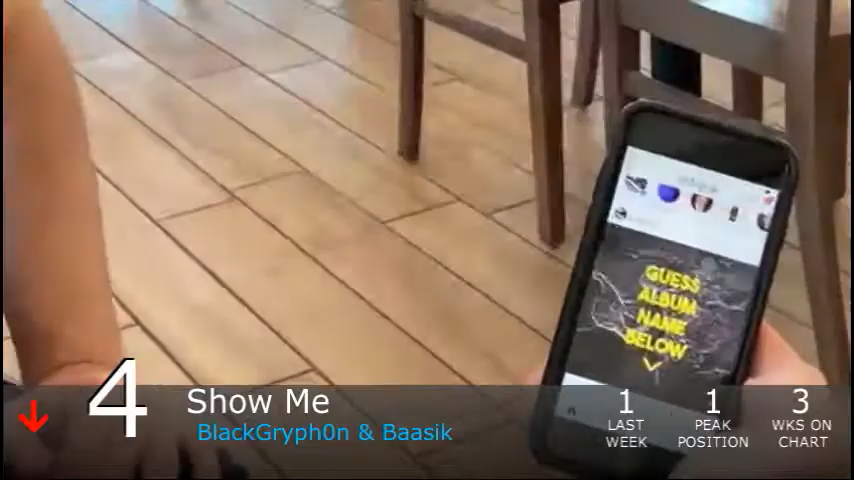 GUESS
ALBUM
NAME
BELOW
4
Show Me
BlackGryph0n & Baasik
1
LAST
WEEK
1
PEAK
POSITION
3
WKS ON
CHART